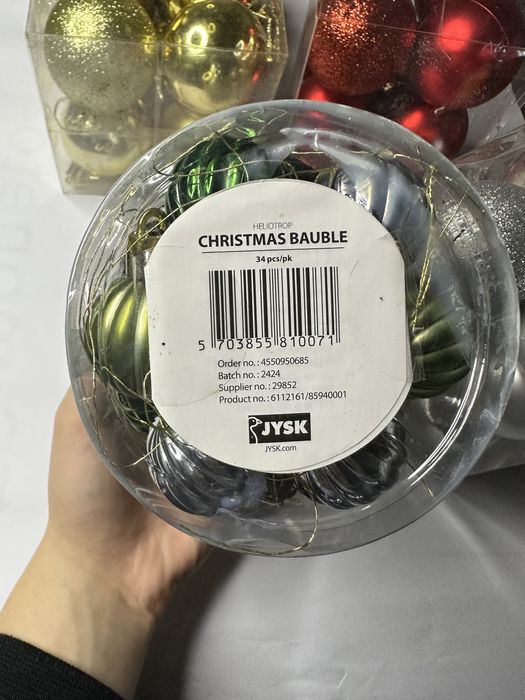 HELIOTROP
CHRISTMAS BAUBLE
34 pcs/pk
5 703855 810071
Order no.: 4550950685
Batch no.: 2424
Supplier no.: 29852
Product no.: 6112161/85940001
JYSK
JYSK.com